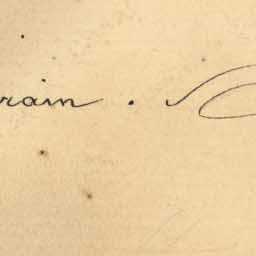 rain .